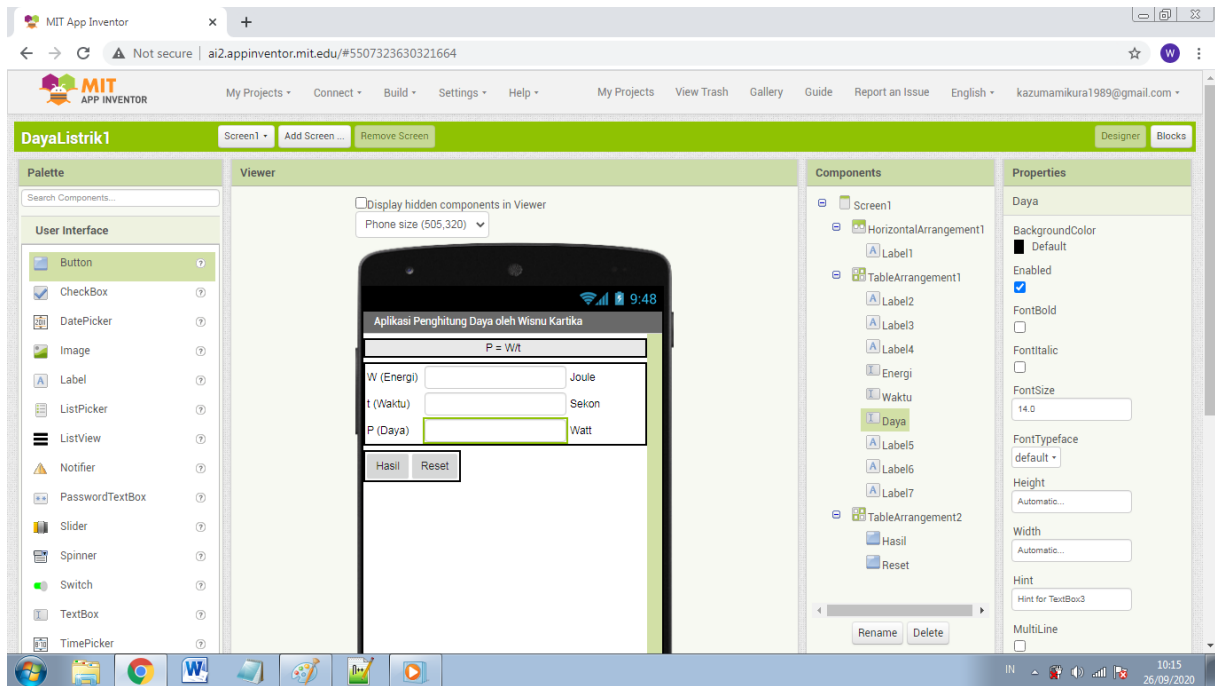 MIT App Inventor
Not secure | ai2.appinventor.mit.edu/#5507323630321664
W
MIT
APP INVENTOR
My Projects Connect Build Settings Help My Projects View Trash Gallery Guide Report an Issue English kazumamikura1989@gmail.com
DayaListrik1
Screen1 Add Screen ... Remove Screen Designer Blocks
Palette
Search Components...
User Interface
Button
CheckBox
DatePicker
Image
Label
ListPicker
ListView
Notifier
PasswordTextBox
Slider
Spinner
Switch
TextBox
TimePicker
Viewer
Display hidden components in Viewer
Phone size (505,320)
9:48
Aplikasi Penghitung Daya oleh Wisnu Kartika
P = W/t
W (Energi) Joule
t (Waktu) Sekon
P (Daya) Watt
Hasil Reset
Components
Screen1
HorizontalArrangement1
Label1
TableArrangement1
Label2
Label3
Label4
Energi
Waktu
Daya
Label5
Label6
Label7
TableArrangement2
Hasil
Reset
Rename Delete
Properties
Daya
BackgroundColor
Default
Enabled
FontBold
FontItalic
FontSize
14.0
FontTypeface
default
Height
Automatic...
Width
Automatic...
Hint
Hint for TextBox3
MultiLine
IN 10:15
26/09/2020